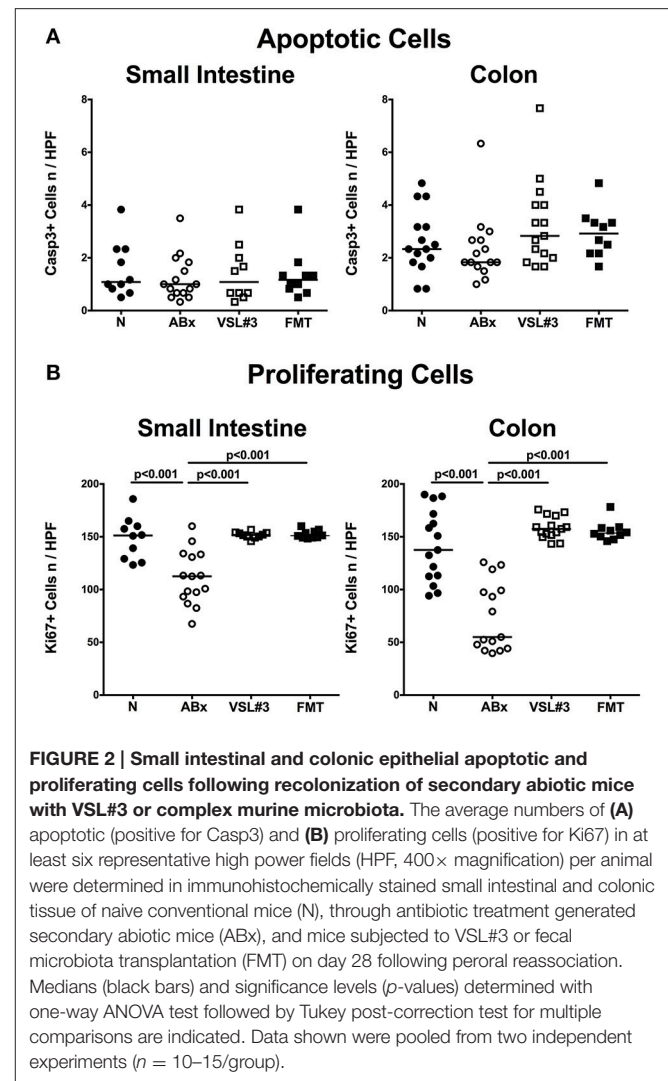 A
Apoptotic Cells
Small Intestine
Colon
Casp3+ Cells n / HPF
8
6
4
2
0
N ABx VSL#3 FMT
Casp3+ Cells n / HPF
8
6
4
2
0
N ABx VSL#3 FMT
B
Proliferating Cells
Small Intestine
Colon
p<0.001
p<0.001 p<0.001
Ki67+ Cells n / HPF
200
150
100
50
0
N ABx VSL#3 FMT
p<0.001
p<0.001 p<0.001
Ki67+ Cells n / HPF
200
150
100
50
0
N ABx VSL#3 FMT
FIGURE 2 | Small intestinal and colonic epithelial apoptotic and
proliferating cells following recolonization of secondary abiotic mice
with VSL#3 or complex murine microbiota. The average numbers of (A)
apoptotic (positive for Casp3) and (B) proliferating cells (positive for Ki67) in at
least six representative high power fields (HPF, 400× magnification) per animal
were determined in immunohistochemically stained small intestinal and colonic
tissue of naive conventional mice (N), through antibiotic treatment generated
secondary abiotic mice (ABx), and mice subjected to VSL#3 or fecal
microbiota transplantation (FMT) on day 28 following peroral reassociation.
Medians (black bars) and significance levels (p-values) determined with
one-way ANOVA test followed by Tukey post-correction test for multiple
comparisons are indicated. Data shown were pooled from two independent
experiments (n = 10–15/group).